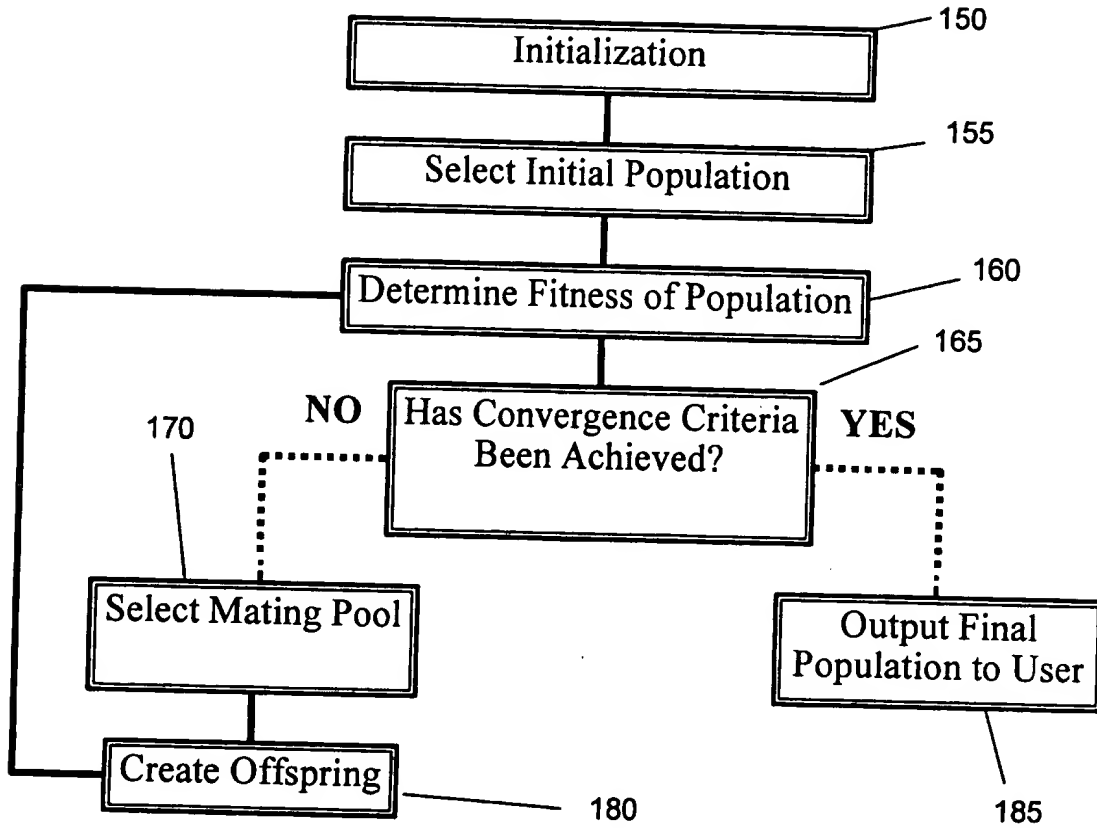 150
Initialization
155
Select Initial Population
160
Determine Fitness of Population
165
NO
Has Convergence Criteria
Been Achieved?
YES
170
Select Mating Pool
Output Final
Population to User
Create Offspring
180
185